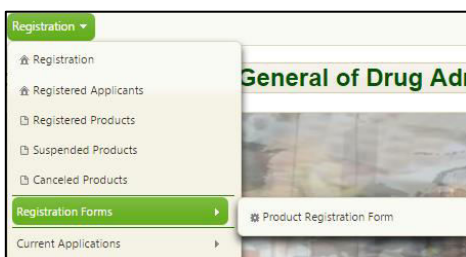 Registration
Registration
General of Drug Adm
Registered Applicants
Registered Products
Suspended Products
Canceled Products
Registration Forms
Product Registration Form
Current Applications